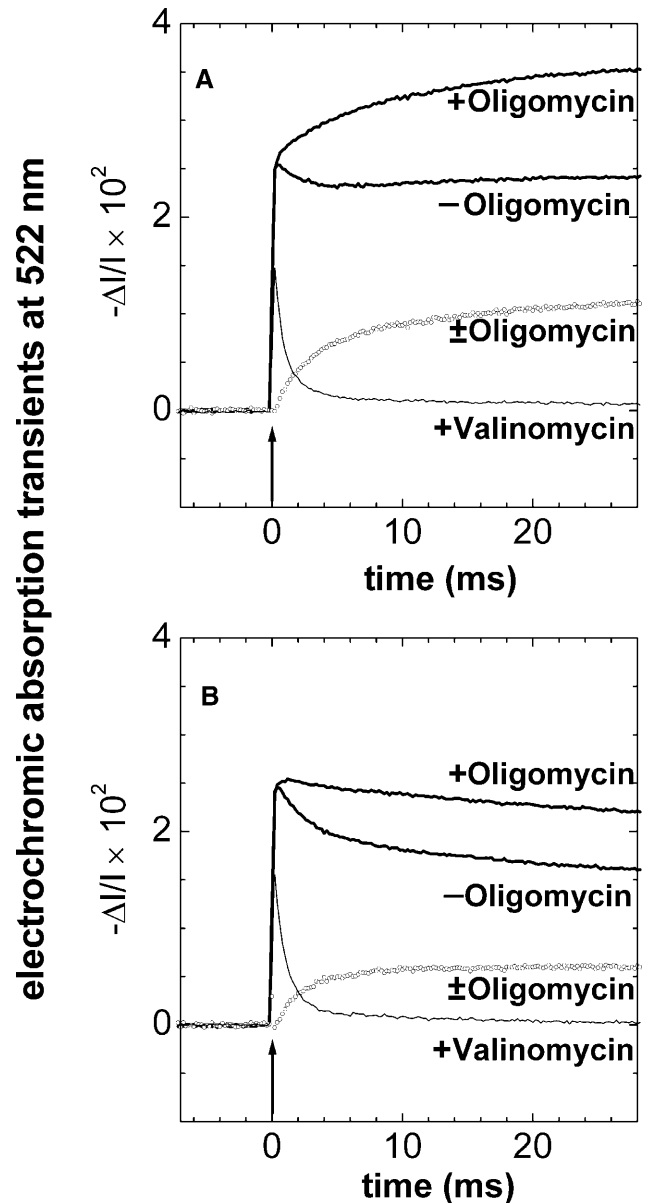 electrochromic absorption transients at 522 nm
A
-ΔI/I × 10²
4
2
0
+Oligomycin
−Oligomycin
±Oligomycin
+Valinomycin
0 10 20
time (ms)
B
-ΔI/I × 10²
4
2
0
+Oligomycin
−Oligomycin
±Oligomycin
+Valinomycin
0 10 20
time (ms)